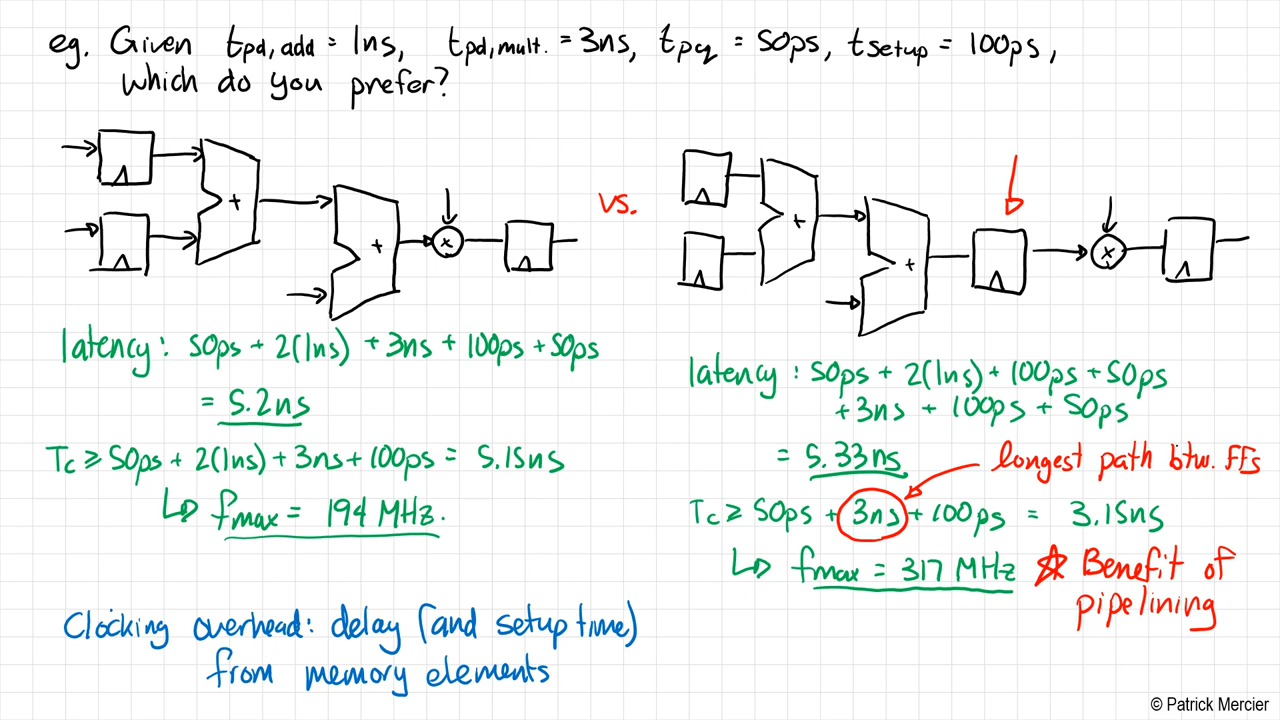 eg. Given tpd,add = 1ns, tpd,mult. = 3ns, tpcq = 50ps, tsetup = 100ps,
which do you prefer?
+
+
x
vs.
+
+
x
latency: 50ps + 2(1ns) + 3ns + 100ps + 50ps
= 5.2ns
Tc ≥ 50ps + 2(1ns) + 3ns + 100ps = 5.15ns
↳ fmax = 194 MHz.
latency: 50ps + 2(1ns) + 100ps + 50ps
+ 3ns + 100ps + 50ps
= 5.33ns
longest path btw. FFs
Tc ≥ 50ps + 3ns + 100ps = 3.15ns
↳ fmax = 317 MHz
☆ Benefit of
pipelining
Clocking overhead: delay (and setup time)
from memory elements
© Patrick Mercier